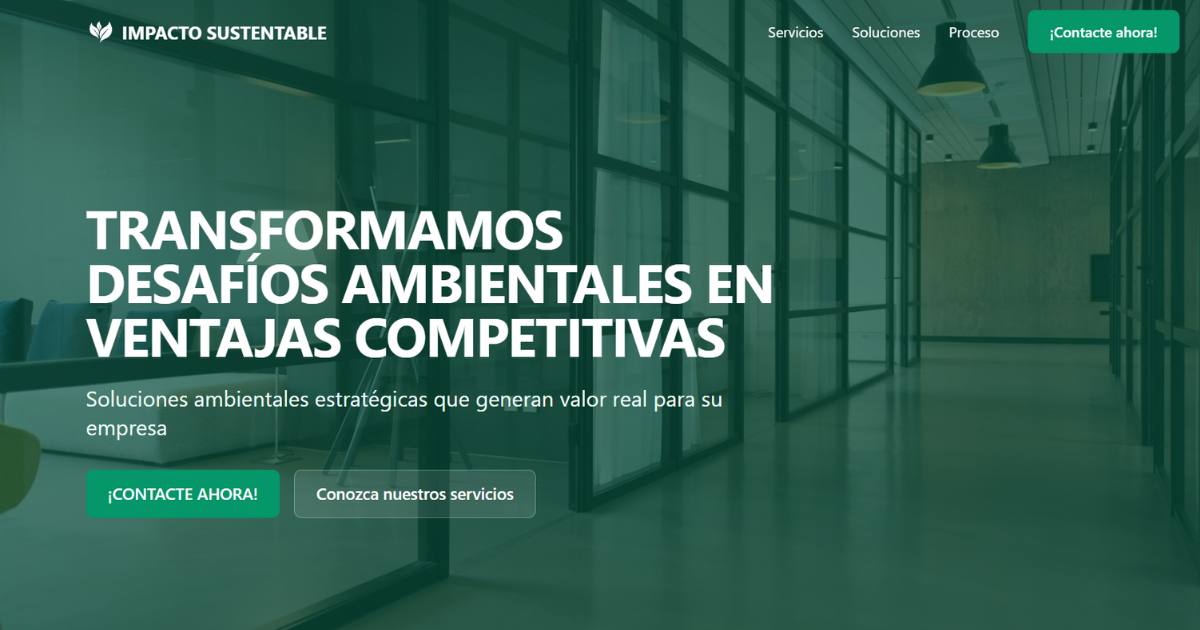 IMPACTO SUSTENTABLE
Servicios
Soluciones
Proceso
¡Contacte ahora!
TRANSFORMAMOS
DESAFÍOS AMBIENTALES EN
VENTAJAS COMPETITIVAS
Soluciones ambientales estratégicas que generan valor real para su
empresa
¡CONTACTE AHORA!
Conozca nuestros servicios